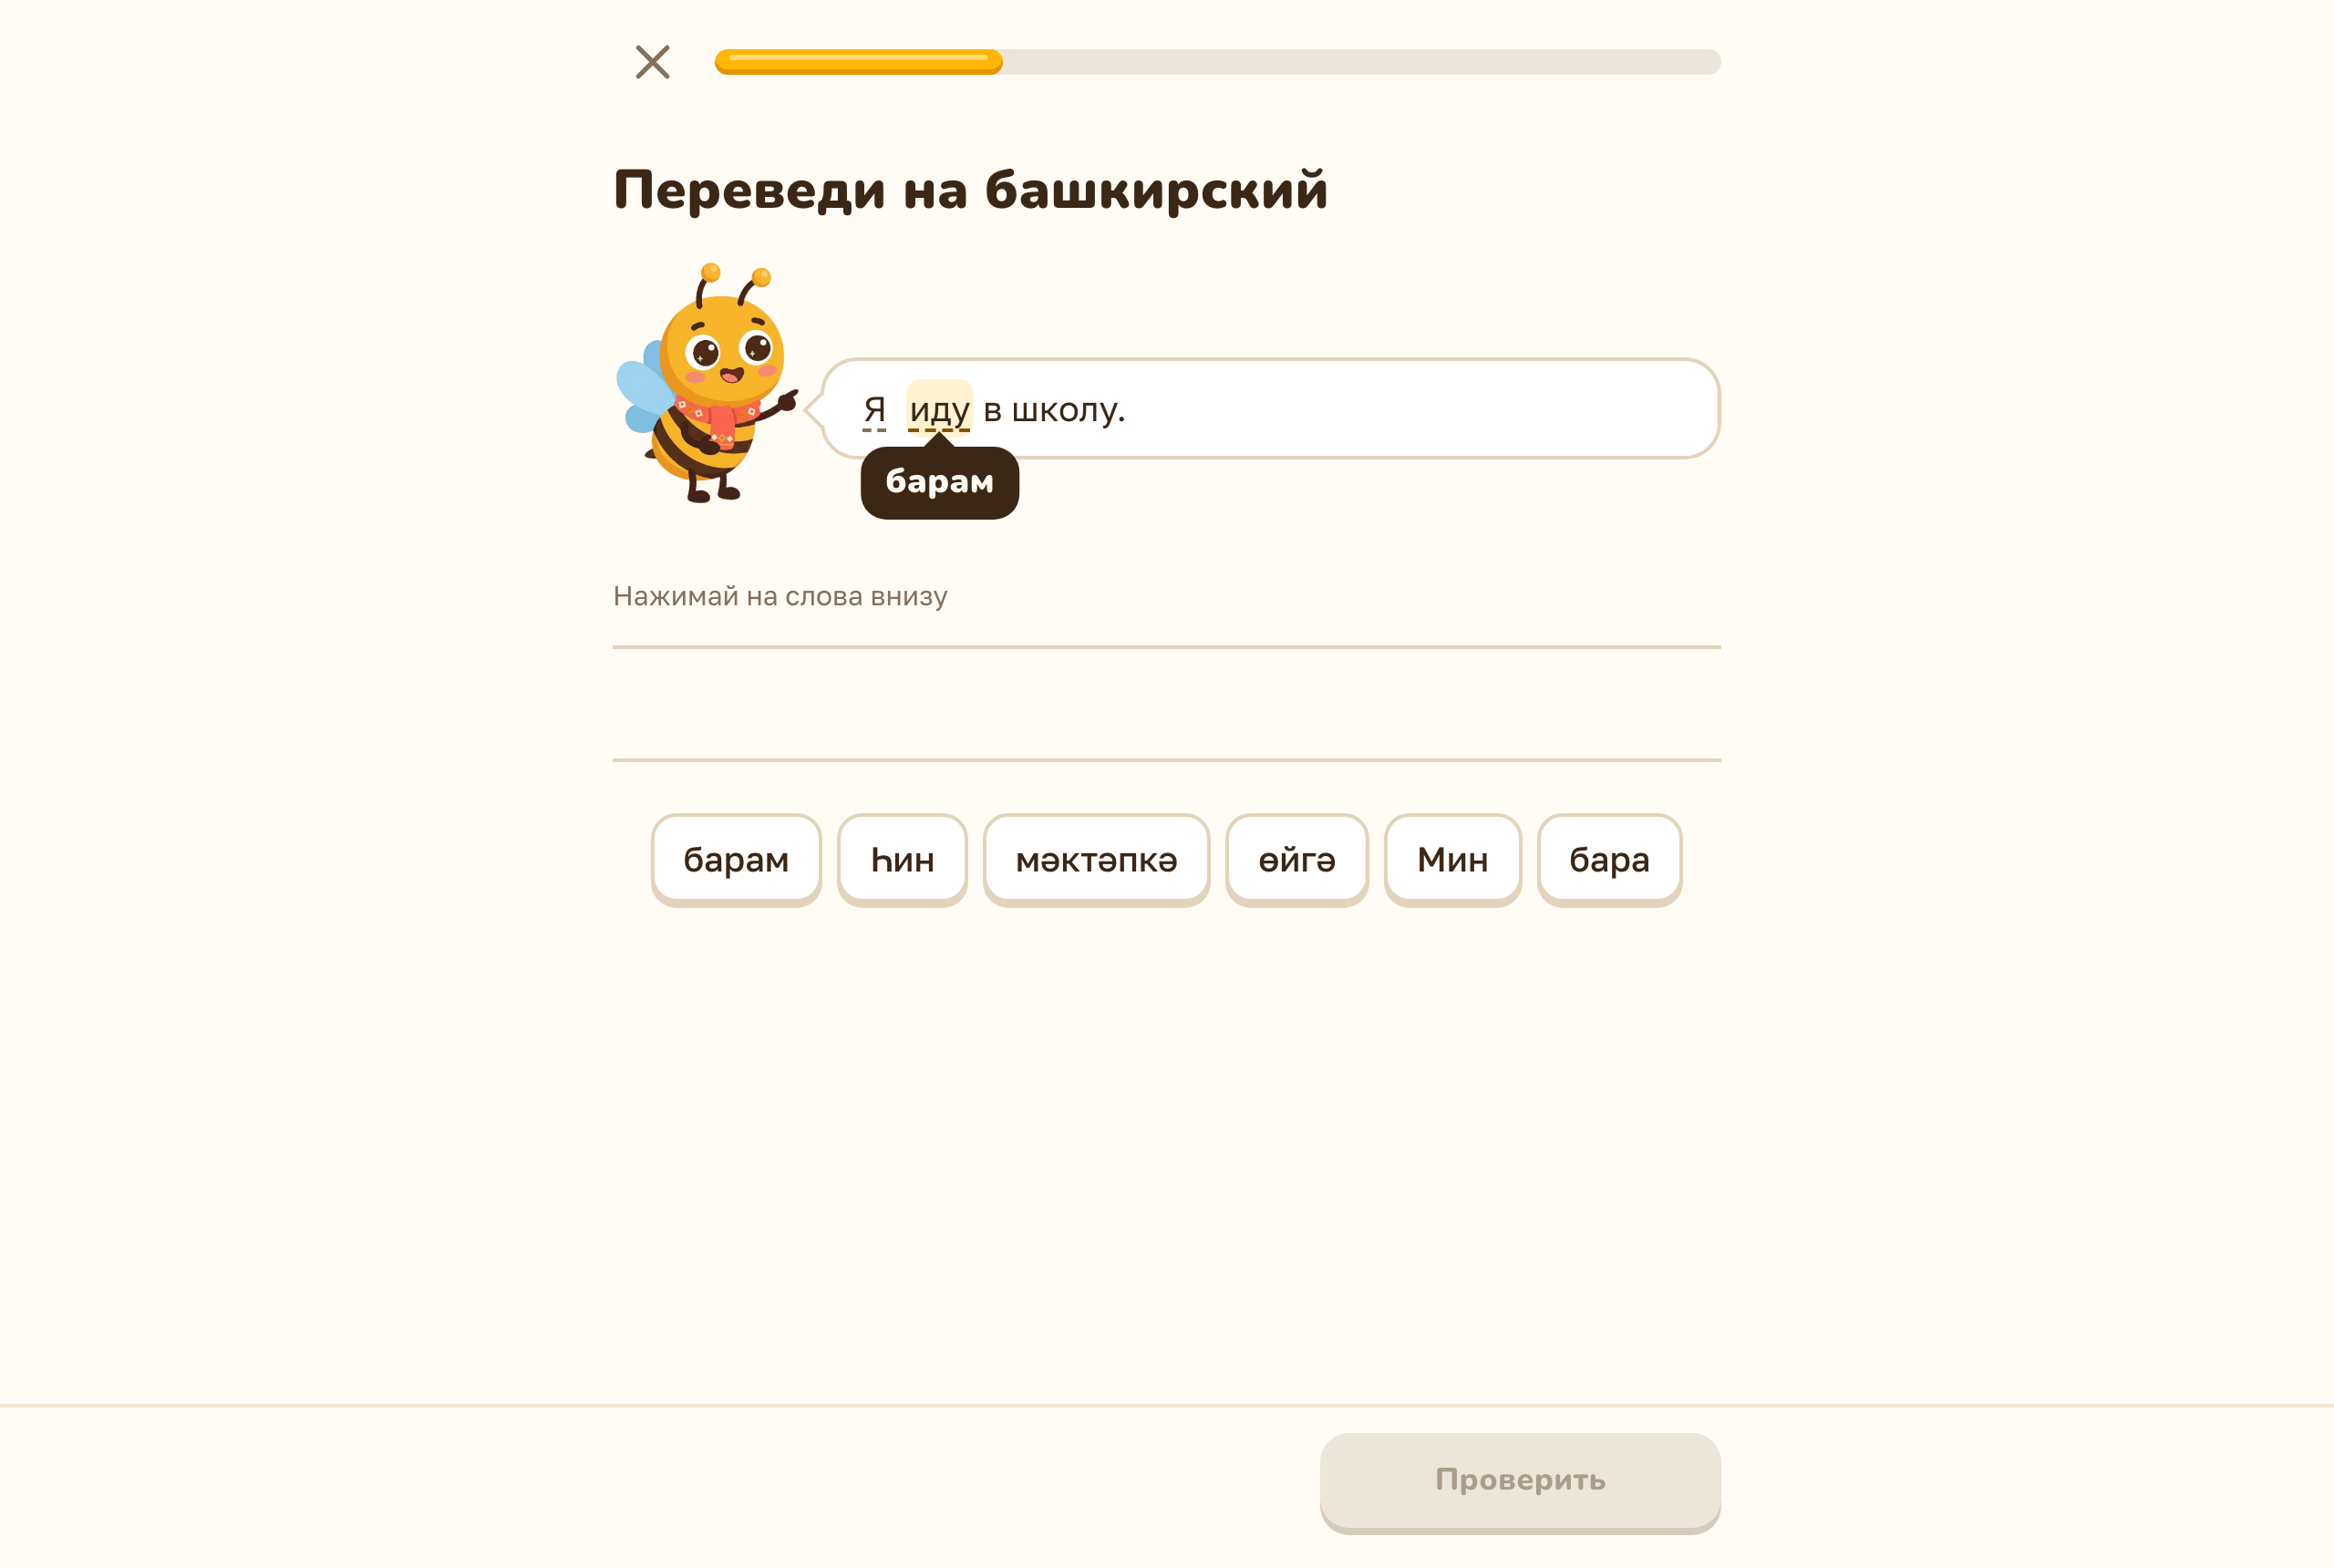 Переведи на башкирский
Я иду в школу.
барам
Нажимай на слова внизу
барам Һин мәктәпкә өйгә Мин бара
Проверить